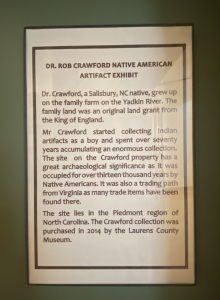 DR. ROB CRAWFORD NATIVE AMERICAN
ARTIFACT EXHIBIT
Dr. Crawford, a Salisbury, NC native, grew up
on the family farm on the Yadkin River. The
family land was an original land grant from
the King of England.
Mr Crawford started collecting Indian
artifacts as a boy and spent over seventy
years accumulating an enormous collection.
The site on the Crawford property has a
great archaeological significance as it was
occupied for over thirteen thousand years by
Native Americans. It was also a trading path
from Virginia as many trade items have been
found there.
The site lies in the Piedmont region of
North Carolina. The Crawford collection was
purchased in 2014 by the Laurens County
Museum.